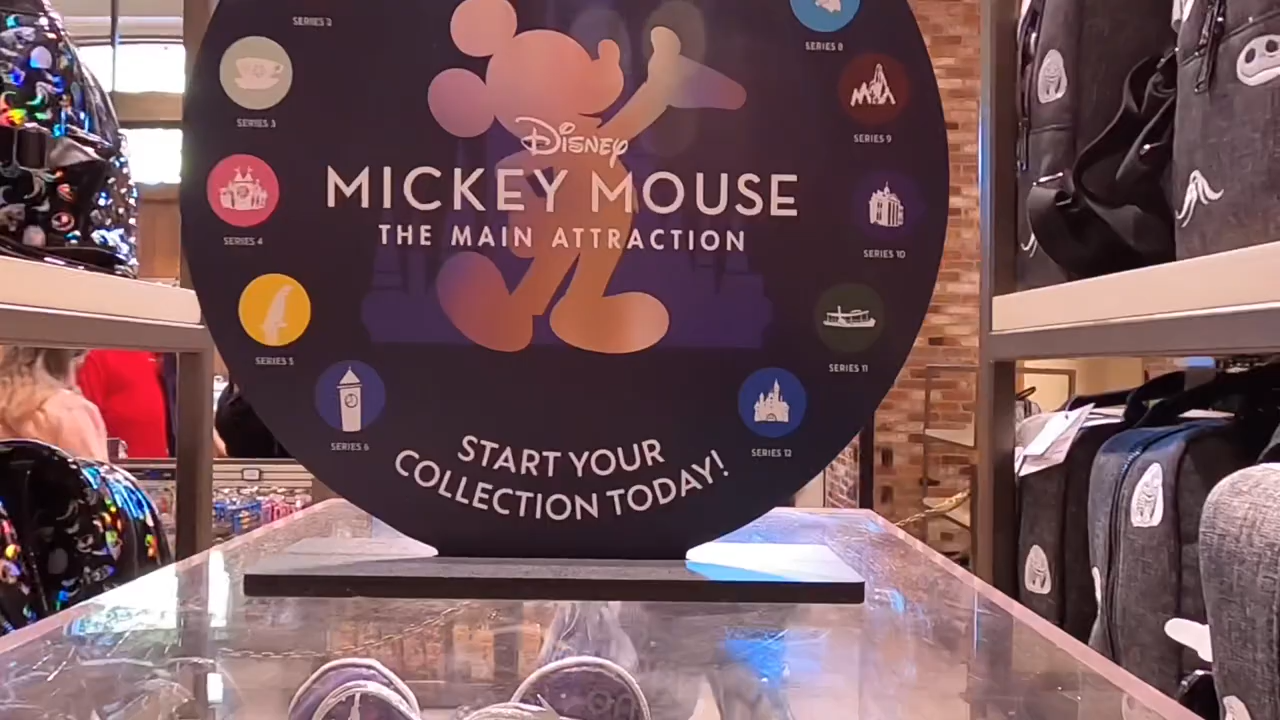 SERIES 2
SERIES 3
SERIES 4
SERIES 5
SERIES 6
DISNEY
MICKEY MOUSE
THE MAIN ATTRACTION
SERIES 8
SERIES 9
SERIES 10
SERIES 11
SERIES 12
START YOUR
COLLECTION TODAY!